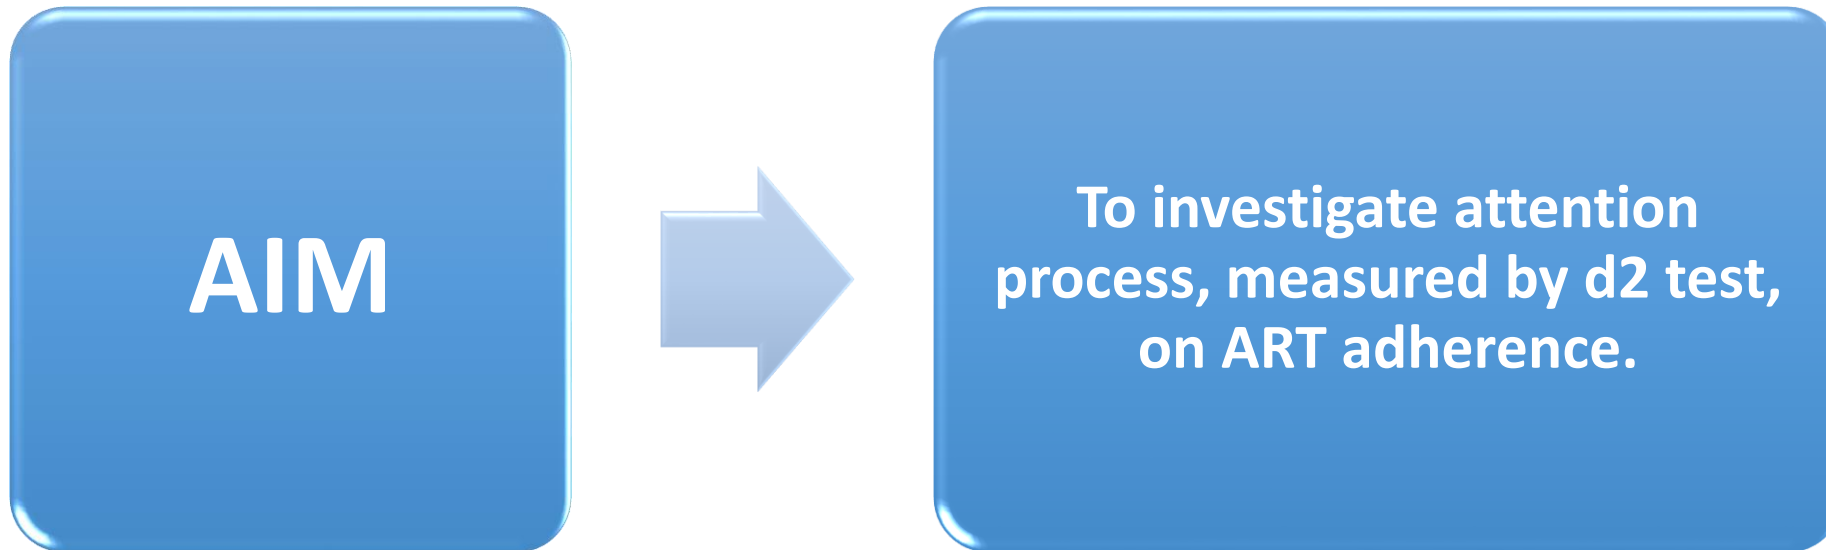 AIM
To investigate attention
process, measured by d2 test,
on ART adherence.